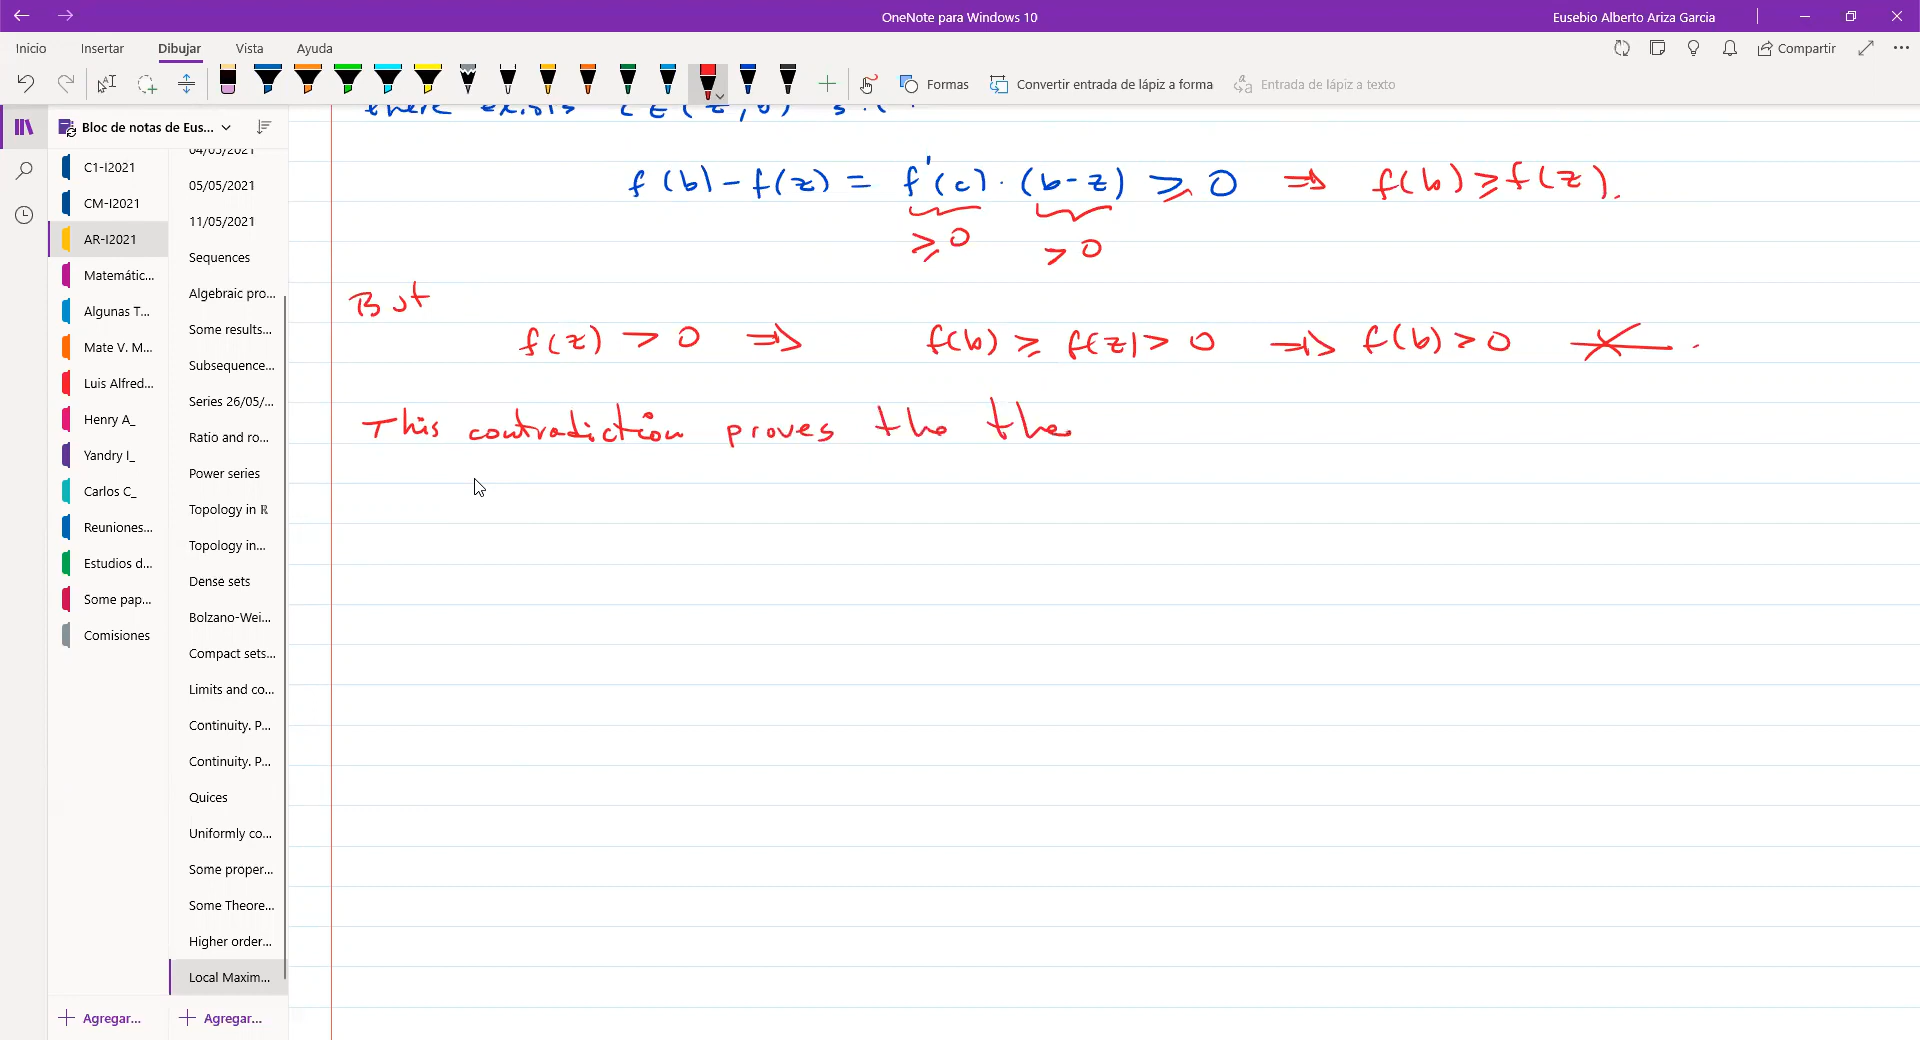 OneNote para Windows 10
Eusebio Alberto Ariza Garcia
Inicio Insertar Dibujar Vista Ayuda
Compartir
Formas Convertir entrada de lápiz a forma Entrada de lápiz a texto
Bloc de notas de Eus...
C1-I2021
CM-I2021
AR-I2021
Matemátic...
Algunas T...
Mate V. M...
Luis Alfred...
Henry A_
Yandry I_
Carlos C_
Reuniones...
Estudios d...
Some pap...
Comisiones
Agregar...
04/05/2021
05/05/2021
11/05/2021
Sequences
Algebraic pro...
Some results...
Subsequence...
Series 26/05/...
Ratio and ro...
Power series
Topology in ℝ
Topology in...
Dense sets
Bolzano-Wei...
Compact sets...
Limits and co...
Continuity. P...
Continuity. P...
Quices
Uniformly co...
Some proper...
Some Theore...
Higher order...
Local Maxim...
Agregar...
there exists c ∈ (z, b) s.t.
f(b) - f(z) = f'(c) · (b-z) ≥ 0 ⇒ f(b) ≥ f(z).
≥ 0 > 0
But
f(z) > 0 ⇒ f(b) ≥ f(z) > 0 ⇒ f(b) > 0
This contradiction proves the the